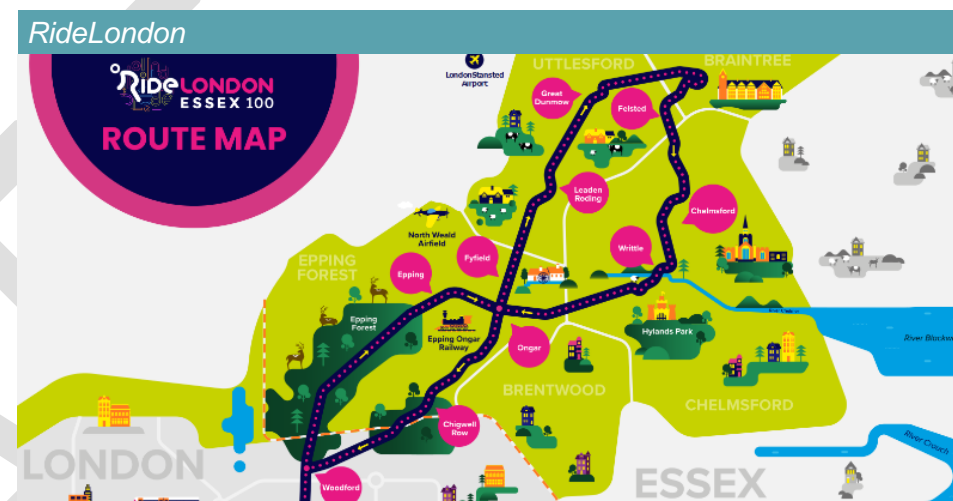 RideLondon
RIDELONDON
ESSEX 100
ROUTE MAP
London Stansted
Airport
UTTLESFORD
BRAINTREE
Great
Dunmow
Felsted
Leaden
Roding
Chelmsford
North Weald
Airfield
Writtle
Fyfield
EPPING
FOREST
Epping
Epping
Forest
Epping Ongar
Railway
Ongar
Hylands Park
River Blackw
BRENTWOOD
CHELMSFORD
Chigwell
Row
River Crouch
LONDON
Woodford
ESSEX